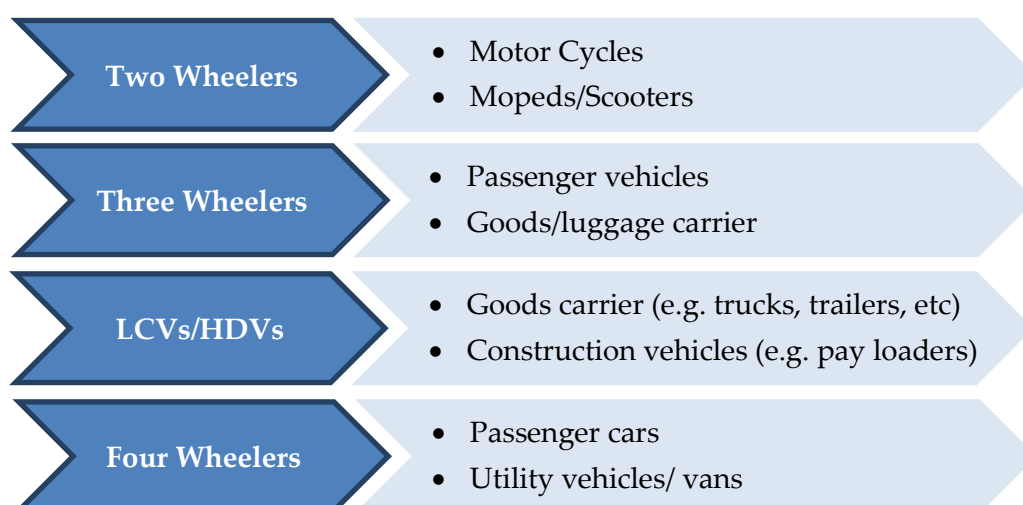 Two Wheelers
• Motor Cycles
• Mopeds/Scooters
Three Wheelers
• Passenger vehicles
• Goods/luggage carrier
LCVs/HDVs
• Goods carrier (e.g. trucks, trailers, etc)
• Construction vehicles (e.g. pay loaders)
Four Wheelers
• Passenger cars
• Utility vehicles/ vans